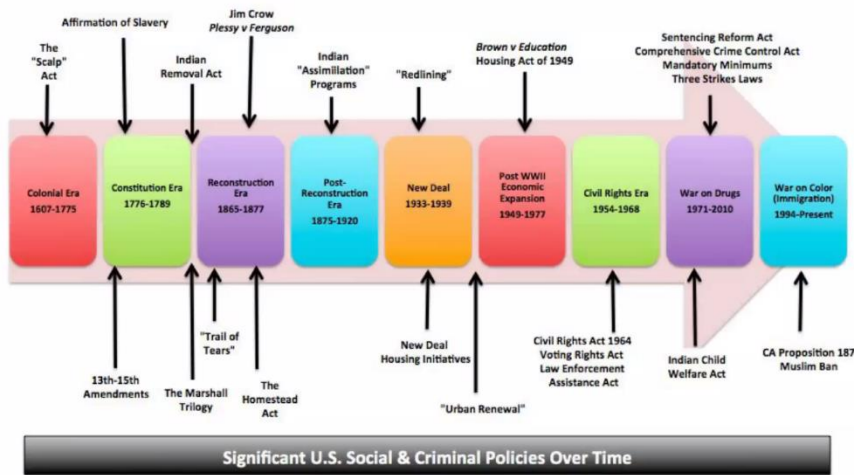 Affirmation of Slavery
Jim Crow
Plessy v Ferguson
The
"Scalp"
Act
Indian
Removal Act
Indian
"Assimilation"
Programs
"Redlining"
Brown v Education
Housing Act of 1949
Sentencing Reform Act
Comprehensive Crime Control Act
Mandatory Minimums
Three Strikes Laws
Colonial Era
1607-1775
Constitution Era
1776-1789
Reconstruction
Era
1865-1877
Post-
Reconstruction
Era
1875-1920
New Deal
1933-1939
Post WWII
Economic
Expansion
1949-1977
Civil Rights Era
1954-1968
War on Drugs
1971-2010
War on Color
(Immigration)
1994-Present
13th-15th
Amendments
The Marshall
Trilogy
"Trail of
Tears"
The
Homestead
Act
New Deal
Housing Initiatives
"Urban Renewal"
Civil Rights Act 1964
Voting Rights Act
Law Enforcement
Assistance Act
Indian Child
Welfare Act
CA Proposition 187
Muslim Ban
Significant U.S. Social & Criminal Policies Over Time